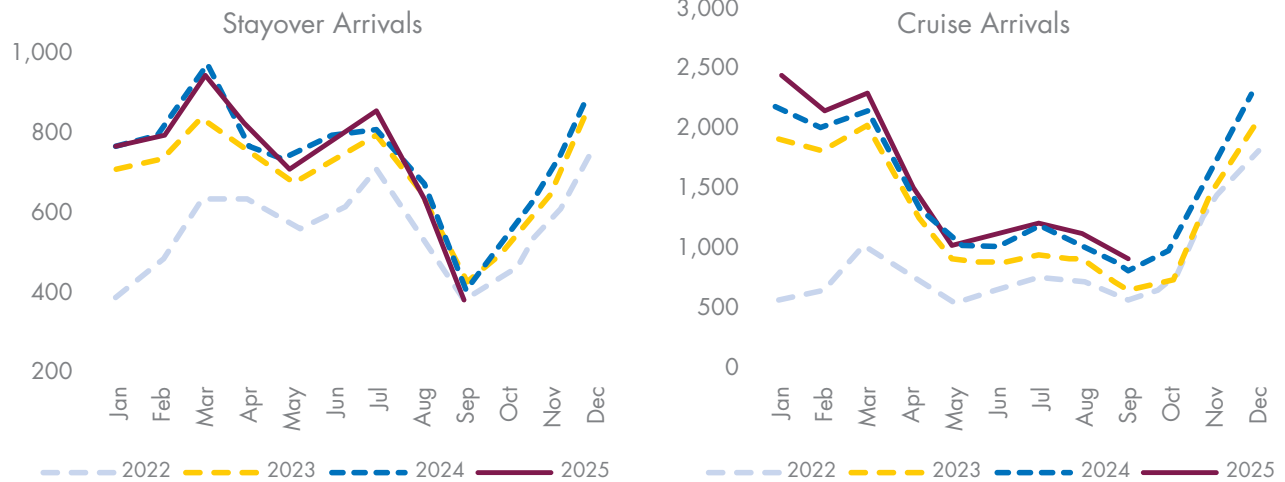 Stayover Arrivals
1,000
800
600
400
200
Jan Feb Mar Apr May Jun Jul Aug Sep Oct Nov Dec
2022 2023 2024 2025
Cruise Arrivals
3,000
2,500
2,000
1,500
1,000
500
0
Jan Feb Mar Apr May Jun Jul Aug Sep Oct Nov Dec
2022 2023 2024 2025